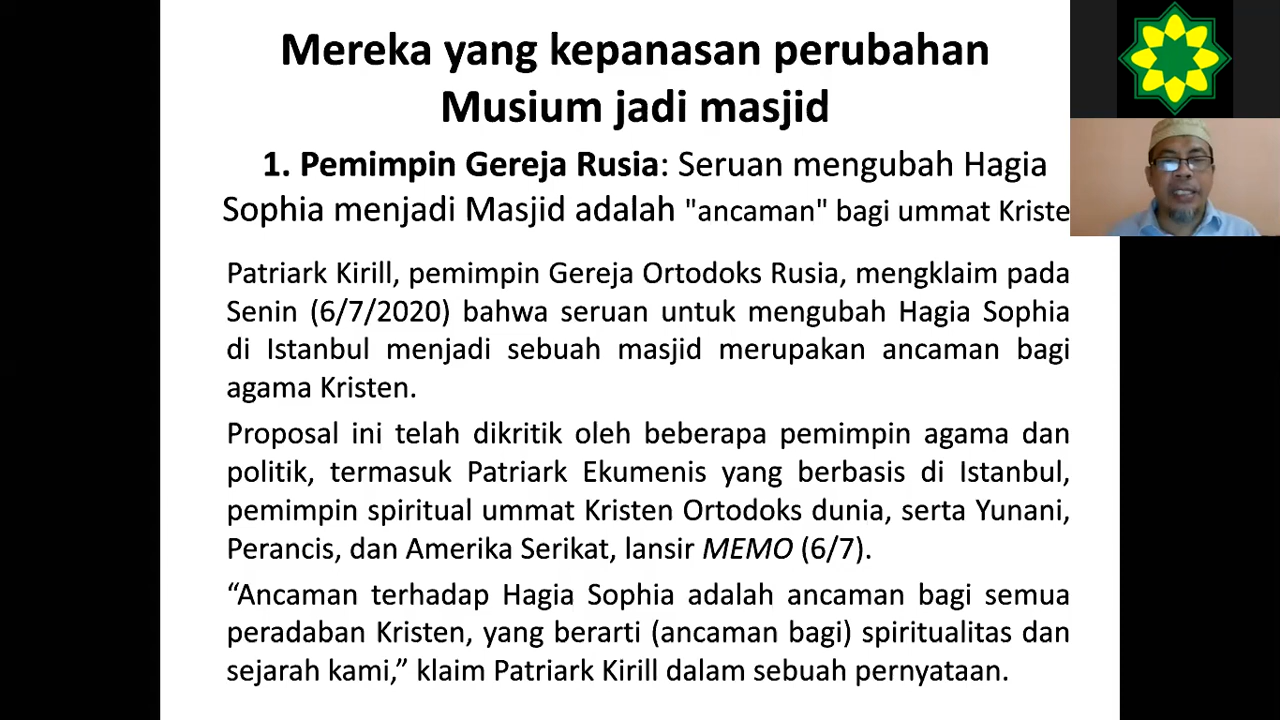 Mereka yang kepanasan perubahan
Musium jadi masjid
1. Pemimpin Gereja Rusia: Seruan mengubah Hagia
Sophia menjadi Masjid adalah "ancaman" bagi ummat Kriste
Patriark Kirill, pemimpin Gereja Ortodoks Rusia, mengklaim pada
Senin (6/7/2020) bahwa seruan untuk mengubah Hagia Sophia
di Istanbul menjadi sebuah masjid merupakan ancaman bagi
agama Kristen.
Proposal ini telah dikritik oleh beberapa pemimpin agama dan
politik, termasuk Patriark Ekumenis yang berbasis di Istanbul,
pemimpin spiritual ummat Kristen Ortodoks dunia, serta Yunani,
Perancis, dan Amerika Serikat, lansir MEMO (6/7).
“Ancaman terhadap Hagia Sophia adalah ancaman bagi semua
peradaban Kristen, yang berarti (ancaman bagi) spiritualitas dan
sejarah kami,” klaim Patriark Kirill dalam sebuah pernyataan.